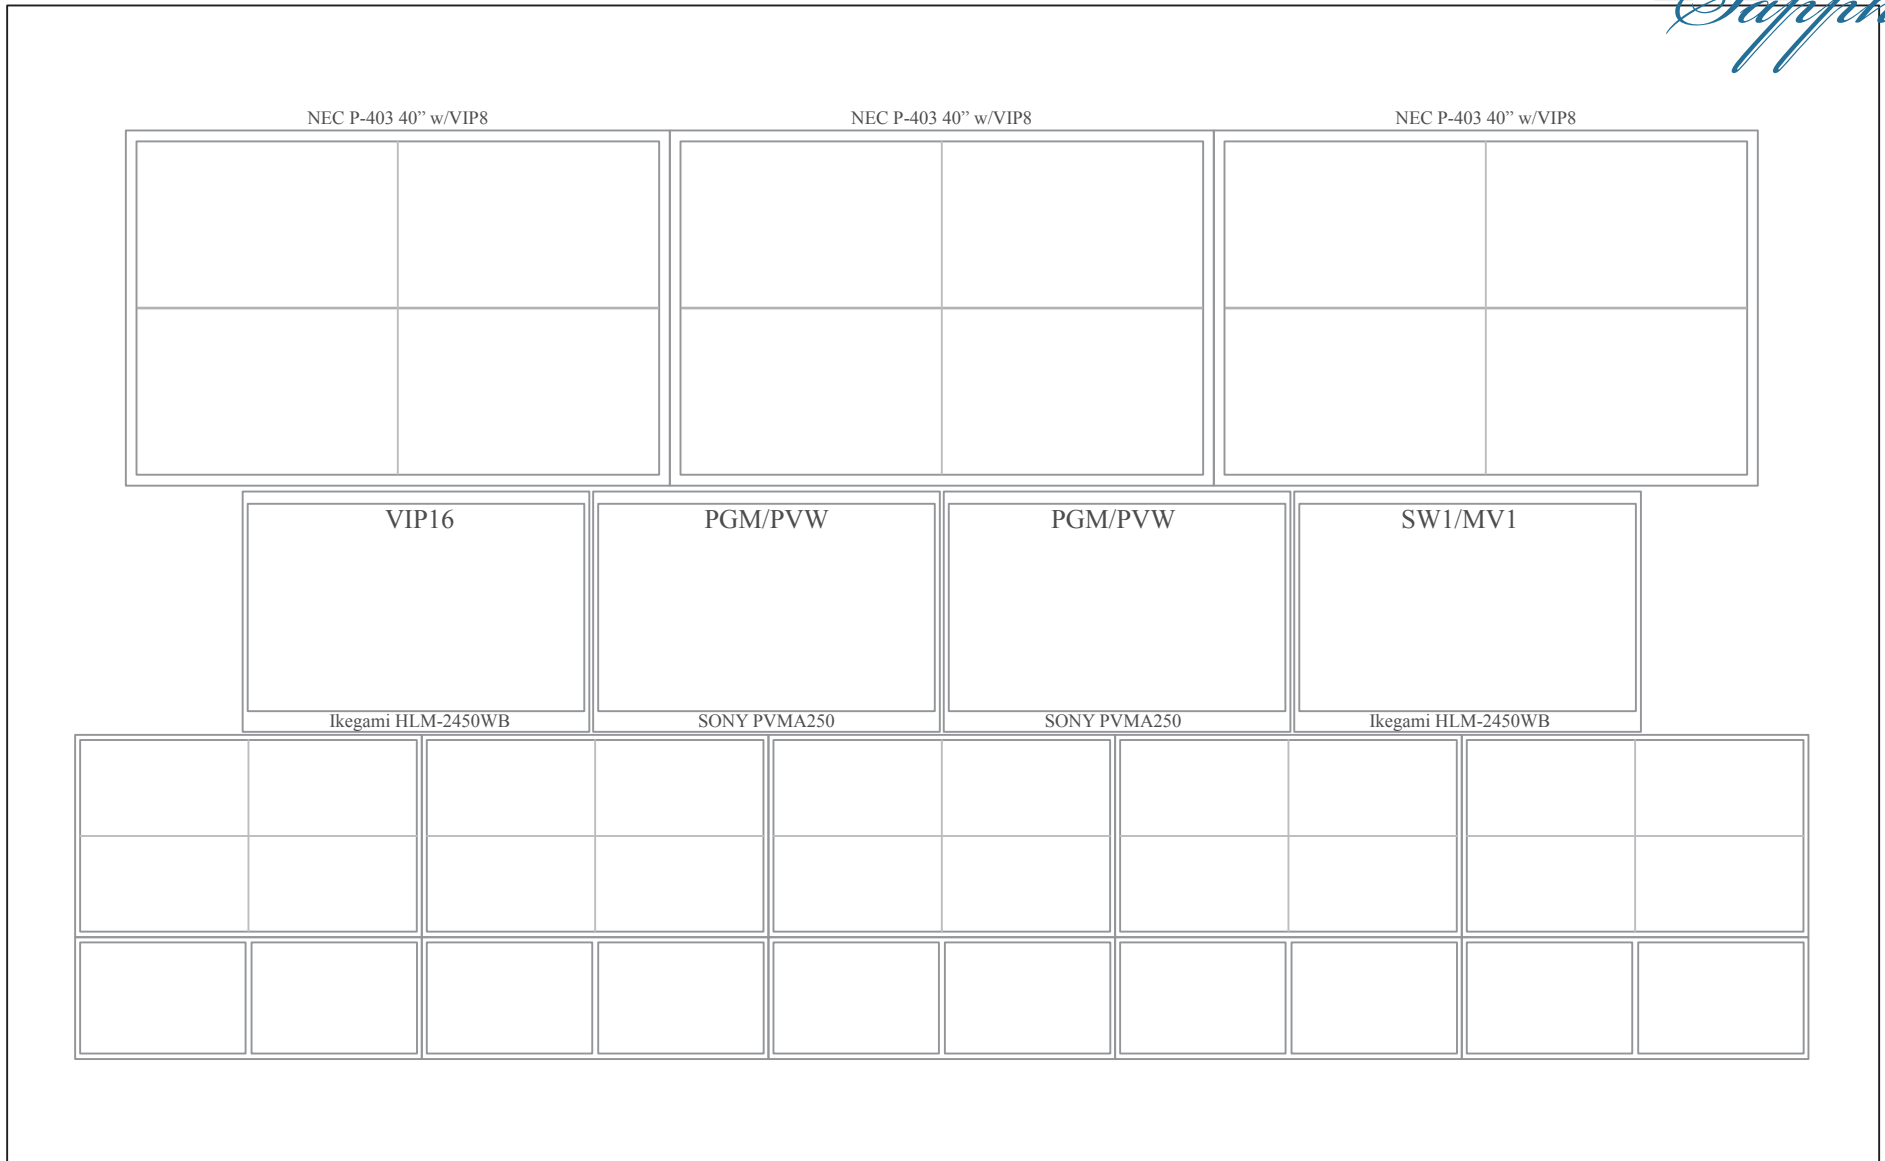 NEC P-403 40” w/VIP8 NEC P-403 40” w/VIP8 NEC P-403 40” w/VIP8
VIP16 PGM/PVW PGM/PVW SW1/MV1
Ikegami HLM-2450WB SONY PVMA250 SONY PVMA250 Ikegami HLM-2450WB